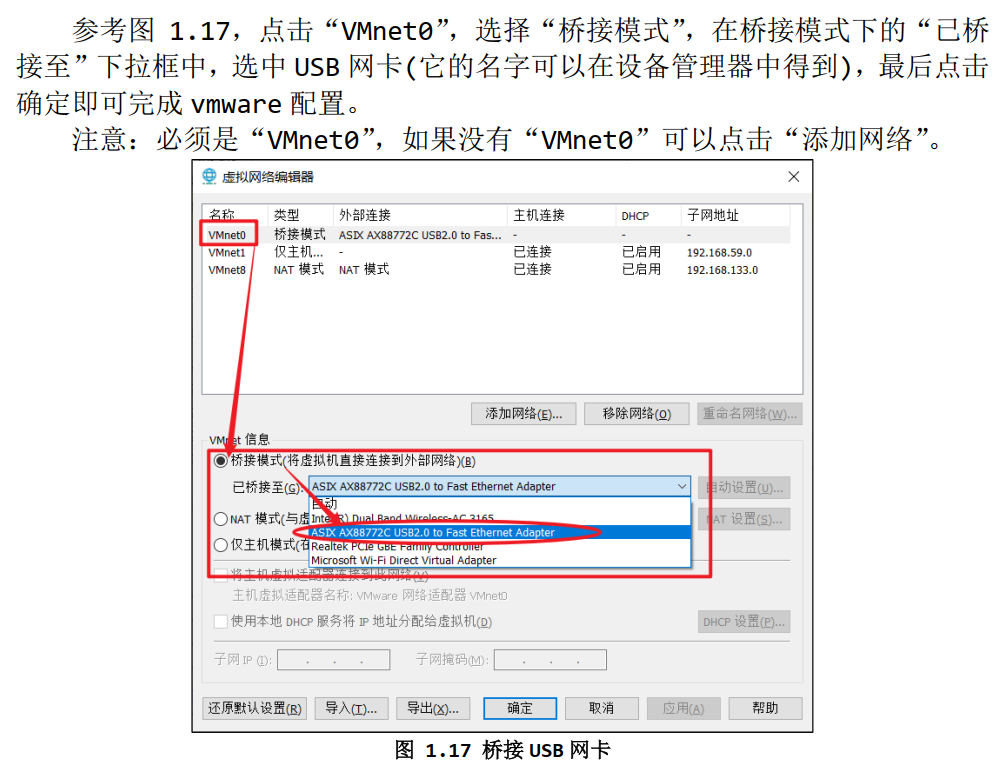 参考图 1.17，点击“VMnet0”，选择“桥接模式”，在桥接模式下的“已桥
接至”下拉框中，选中 USB 网卡(它的名字可以在设备管理器中得到)，最后点击
确定即可完成 vmware 配置。
注意：必须是“VMnet0”，如果没有“VMnet0”可以点击“添加网络”。
虚拟网络编辑器
名称 类型 外部连接 主机连接 DHCP 子网地址
VMnet0 桥接模式 ASIX AX88772C USB2.0 to Fas... - - -
VMnet1 仅主机... - 已连接 已启用 192.168.59.0
VMnet8 NAT 模式 NAT 模式 已连接 已启用 192.168.133.0
添加网络(E)... 移除网络(O) 重命名网络(W)...
VMnet 信息
桥接模式(将虚拟机直接连接到外部网络)(B)
已桥接至(G): ASIX AX88772C USB2.0 to Fast Ethernet Adapter 自动设置(U)...
自动
NAT 模式(与虚 Intel(R) Dual Band Wireless-AC 3165 NAT 设置(S)...
ASIX AX88772C USB2.0 to Fast Ethernet Adapter
仅主机模式(在 Realtek PCIe GBE Family Controller
Microsoft Wi-Fi Direct Virtual Adapter
将主机虚拟适配器连接到此网络(V)
主机虚拟适配器名称: VMware 网络适配器 VMnet0
使用本地 DHCP 服务将 IP 地址分配给虚拟机(D) DHCP 设置(P)...
子网 IP (I): . . . 子网掩码(M): . . .
还原默认设置(R) 导入(T)... 导出(X)... 确定 取消 应用(A) 帮助
图 1.17 桥接 USB 网卡